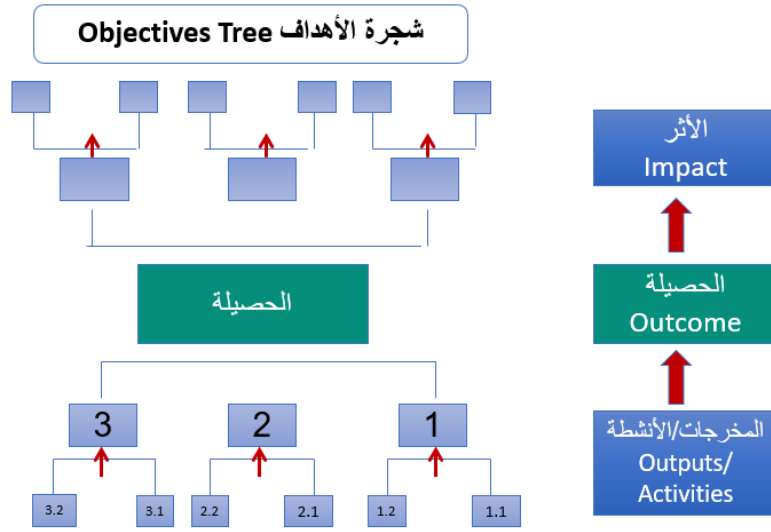 شجرة الأهداف Objectives Tree
الأثر
Impact
الحصيلة
الحصيلة
Outcome
3 2 1
المخرجات/الأنشطة
Outputs/
Activities
3.2 3.1 2.2 2.1 1.2 1.1